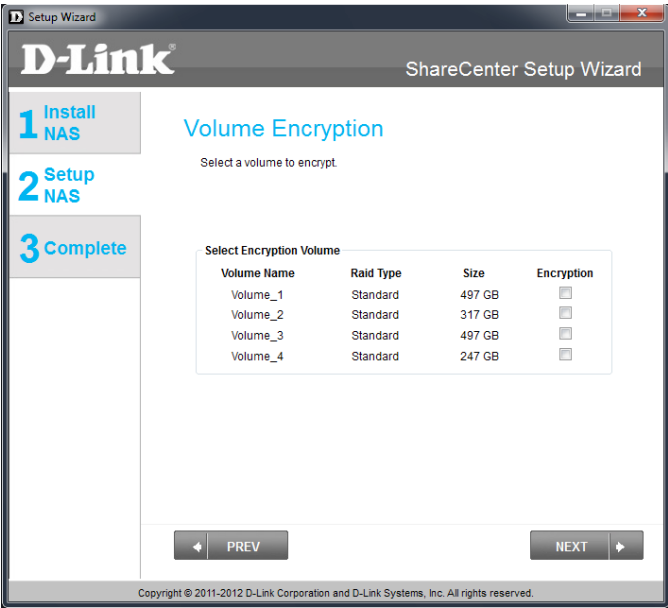 Setup Wizard
D-Link®
ShareCenter Setup Wizard
1 Install NAS
2 Setup NAS
3 Complete
Volume Encryption
Select a volume to encrypt.
Select Encryption Volume
Volume Name Raid Type Size Encryption
Volume_1 Standard 497 GB
Volume_2 Standard 317 GB
Volume_3 Standard 497 GB
Volume_4 Standard 247 GB
PREV
NEXT
Copyright © 2011-2012 D-Link Corporation and D-Link Systems, Inc. All rights reserved.